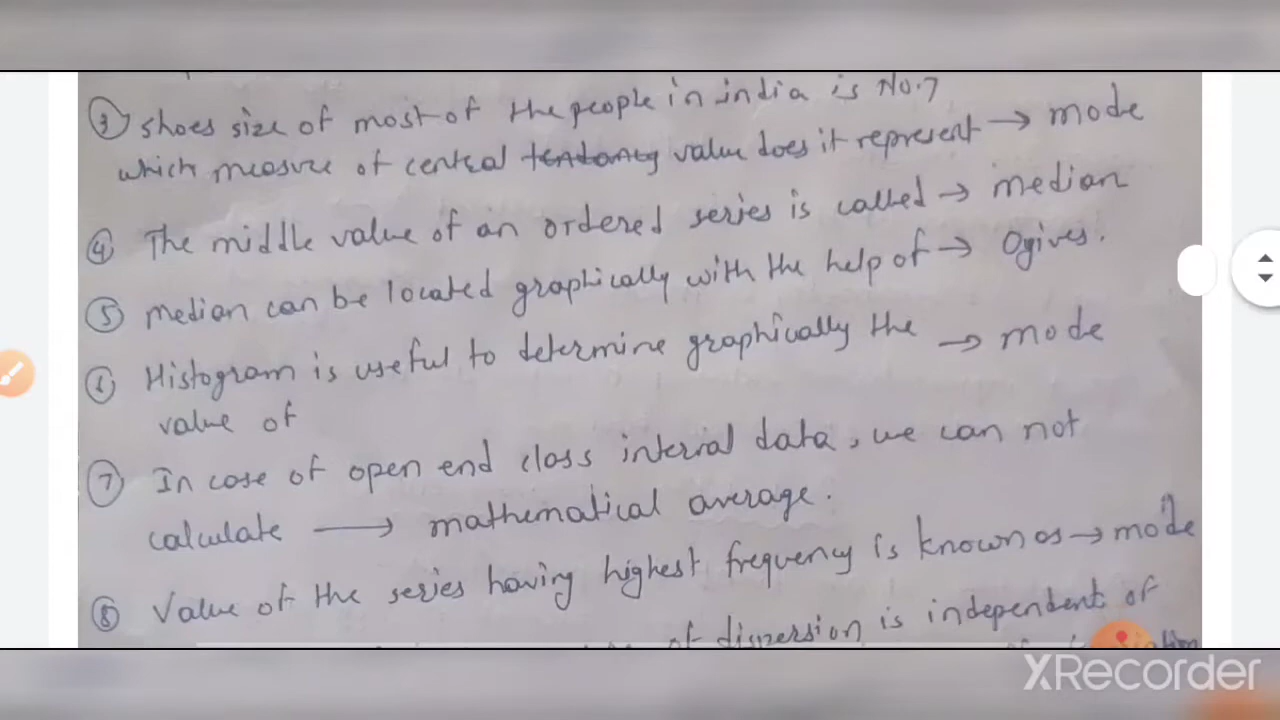 ③ shoes size of most of the people in india is No.7
which measure of central tendancy value does it represent → mode
④ The middle value of an ordered series is called → median
⑤ median can be located graphically with the help of → Ogives.
⑥ Histogram is useful to determine graphically the → mode
value of
⑦ In case of open end class interval data, we can not
calculate → mathematical average.
⑧ Value of the series having highest frequency is known as → mode
of dispersion is independent of
XRecorder